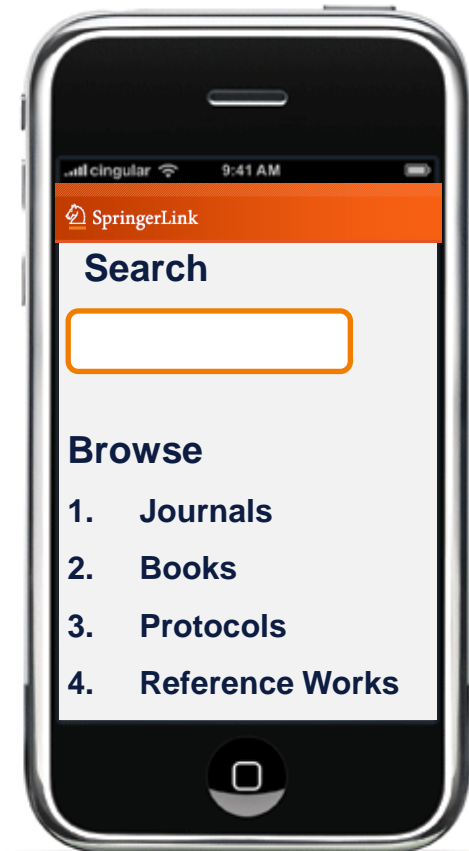 cingular 9:41 AM
SpringerLink
Search
Browse
1. Journals
2. Books
3. Protocols
4. Reference Works